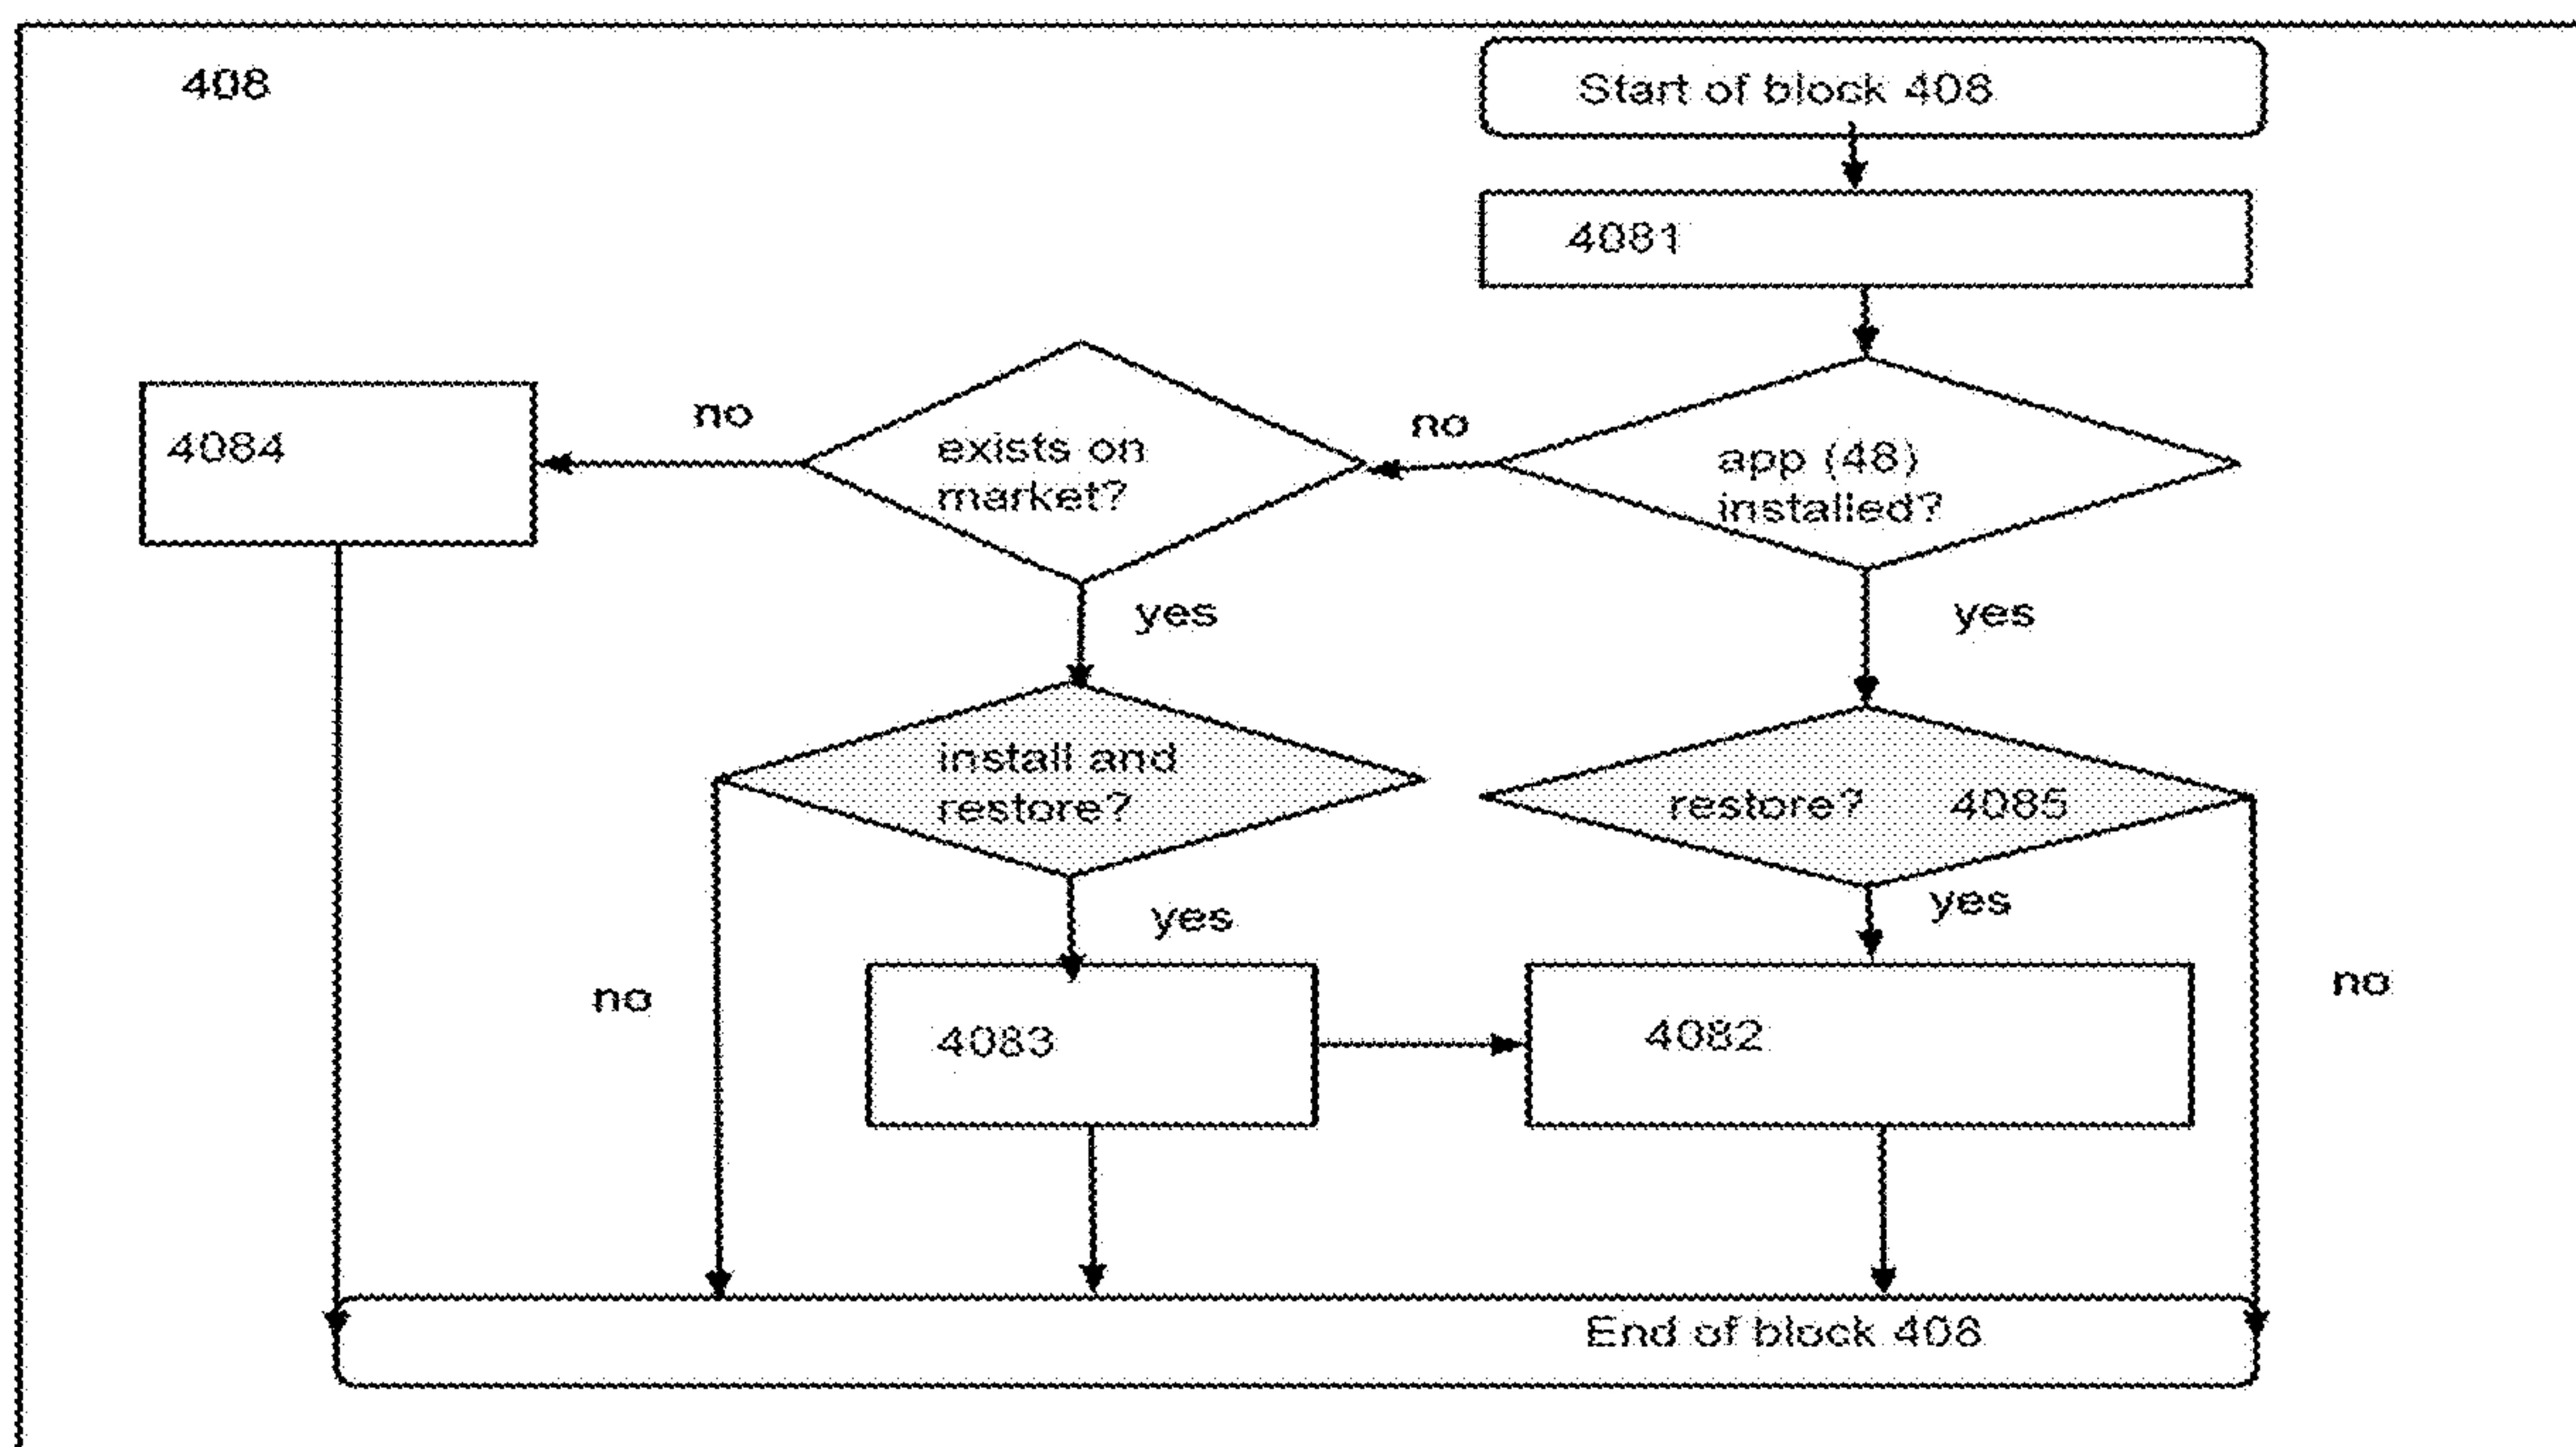 408
Start of block 408
4081
app (48)
installed?
no
exists on
market?
no
4084
yes
yes
install and
restore?
restore? 4085
yes
yes
no
no
4083
4082
End of block 408